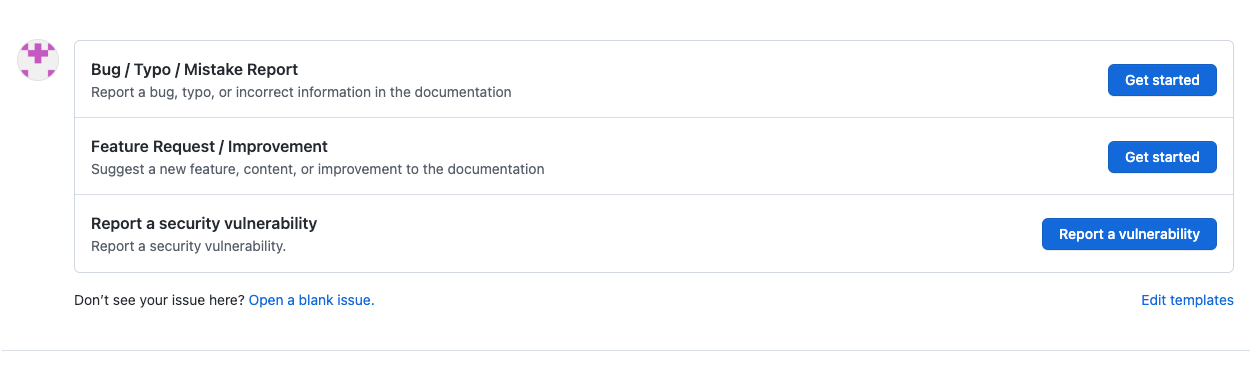 Bug / Typo / Mistake Report
Report a bug, typo, or incorrect information in the documentation
Get started
Feature Request / Improvement
Suggest a new feature, content, or improvement to the documentation
Get started
Report a security vulnerability
Report a security vulnerability.
Report a vulnerability
Don’t see your issue here? Open a blank issue.
Edit templates